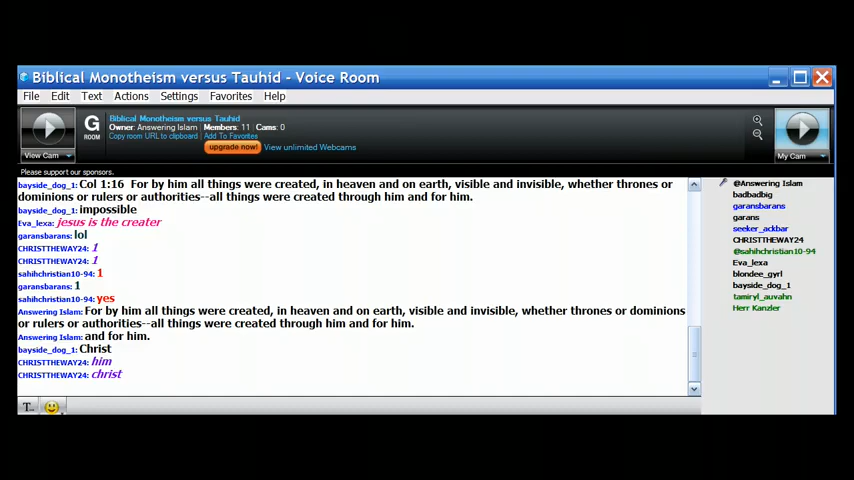 Biblical Monotheism versus Tauhid - Voice Room
File Edit Text Actions Settings Favorites Help
Biblical Monotheism versus Tauhid
G ROOM
Owner: Answering Islam | Members: 11 | Cams: 0
Copy room URL to clipboard | Add To Favorites
upgrade now! View unlimited Webcams
View Cam
My Cam
Please support our sponsors.
bayside_dog_1: Col 1:16 For by him all things were created, in heaven and on earth, visible and invisible, whether thrones or
dominions or rulers or authorities--all things were created through him and for him.
bayside_dog_1: impossible
Eva_lexa: jesus is the creater
garansbarans: lol
CHRISTTHEWAY24: 1
CHRISTTHEWAY24: 1
sahihchristian10-94: 1
garansbarans: 1
sahihchristian10-94: yes
Answering Islam: For by him all things were created, in heaven and on earth, visible and invisible, whether thrones or dominions
or rulers or authorities--all things were created through him and for him.
Answering Islam: and for him.
bayside_dog_1: Christ
CHRISTTHEWAY24: him
CHRISTTHEWAY24: christ
@Answering Islam
badbadbig
garansbarans
garans
seeker_ackbar
CHRISTTHEWAY24
@sahihchristian10-94
Eva_lexa
blondee_gyrl
bayside_dog_1
tamiryl_auvahn
Herr Kanzler
T...